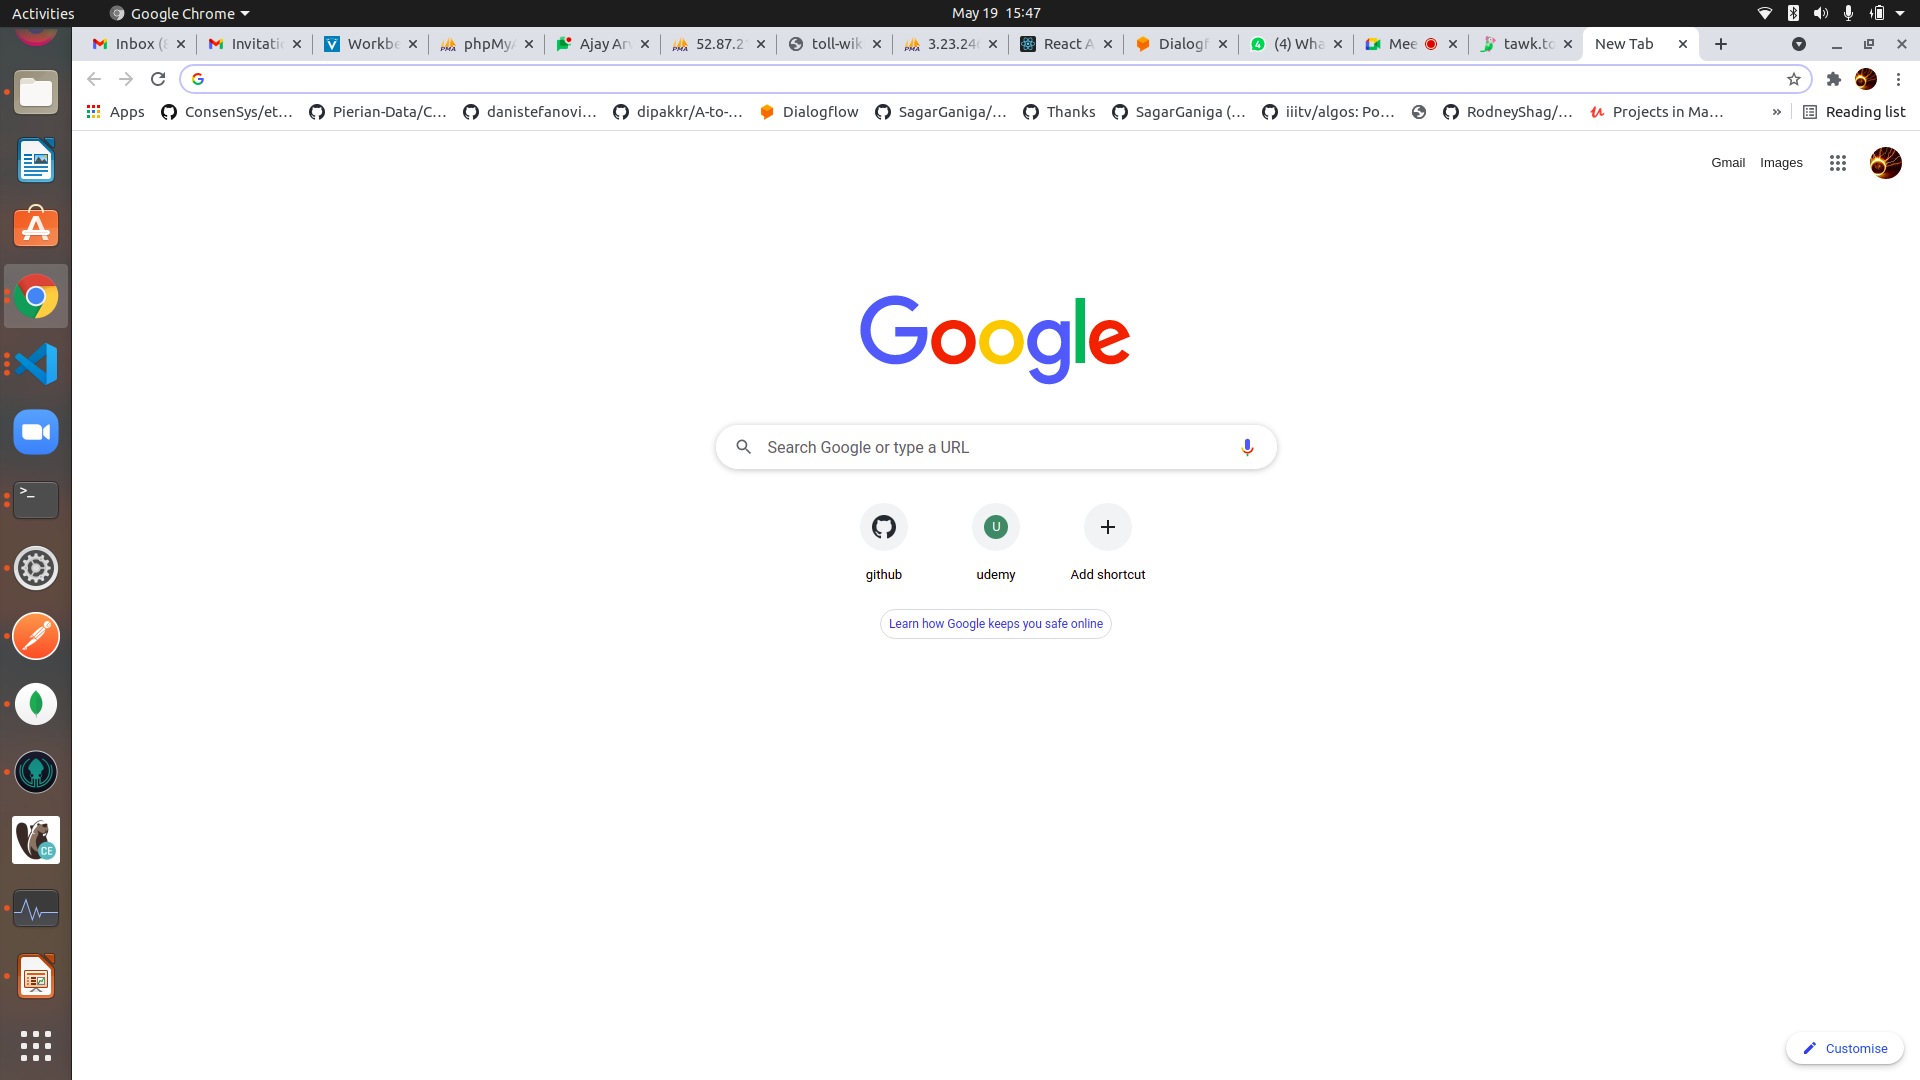 Activities Google Chrome May 19 15:47
Inbox (8 Invitatio Workbe phpMyA Ajay Arv 52.87.2 toll-wik 3.23.24 React A Dialogf (4) Wha Mee tawk.to New Tab
Apps ConsenSys/et... Pierian-Data/C... danistefanovi... dipakkr/A-to-... Dialogflow SagarGaniga/... Thanks SagarGaniga (... iiitv/algos: Po... RodneyShag/... Projects in Ma... » Reading list
Gmail Images
Google
Search Google or type a URL
U
github udemy Add shortcut
Learn how Google keeps you safe online
CE
Customise